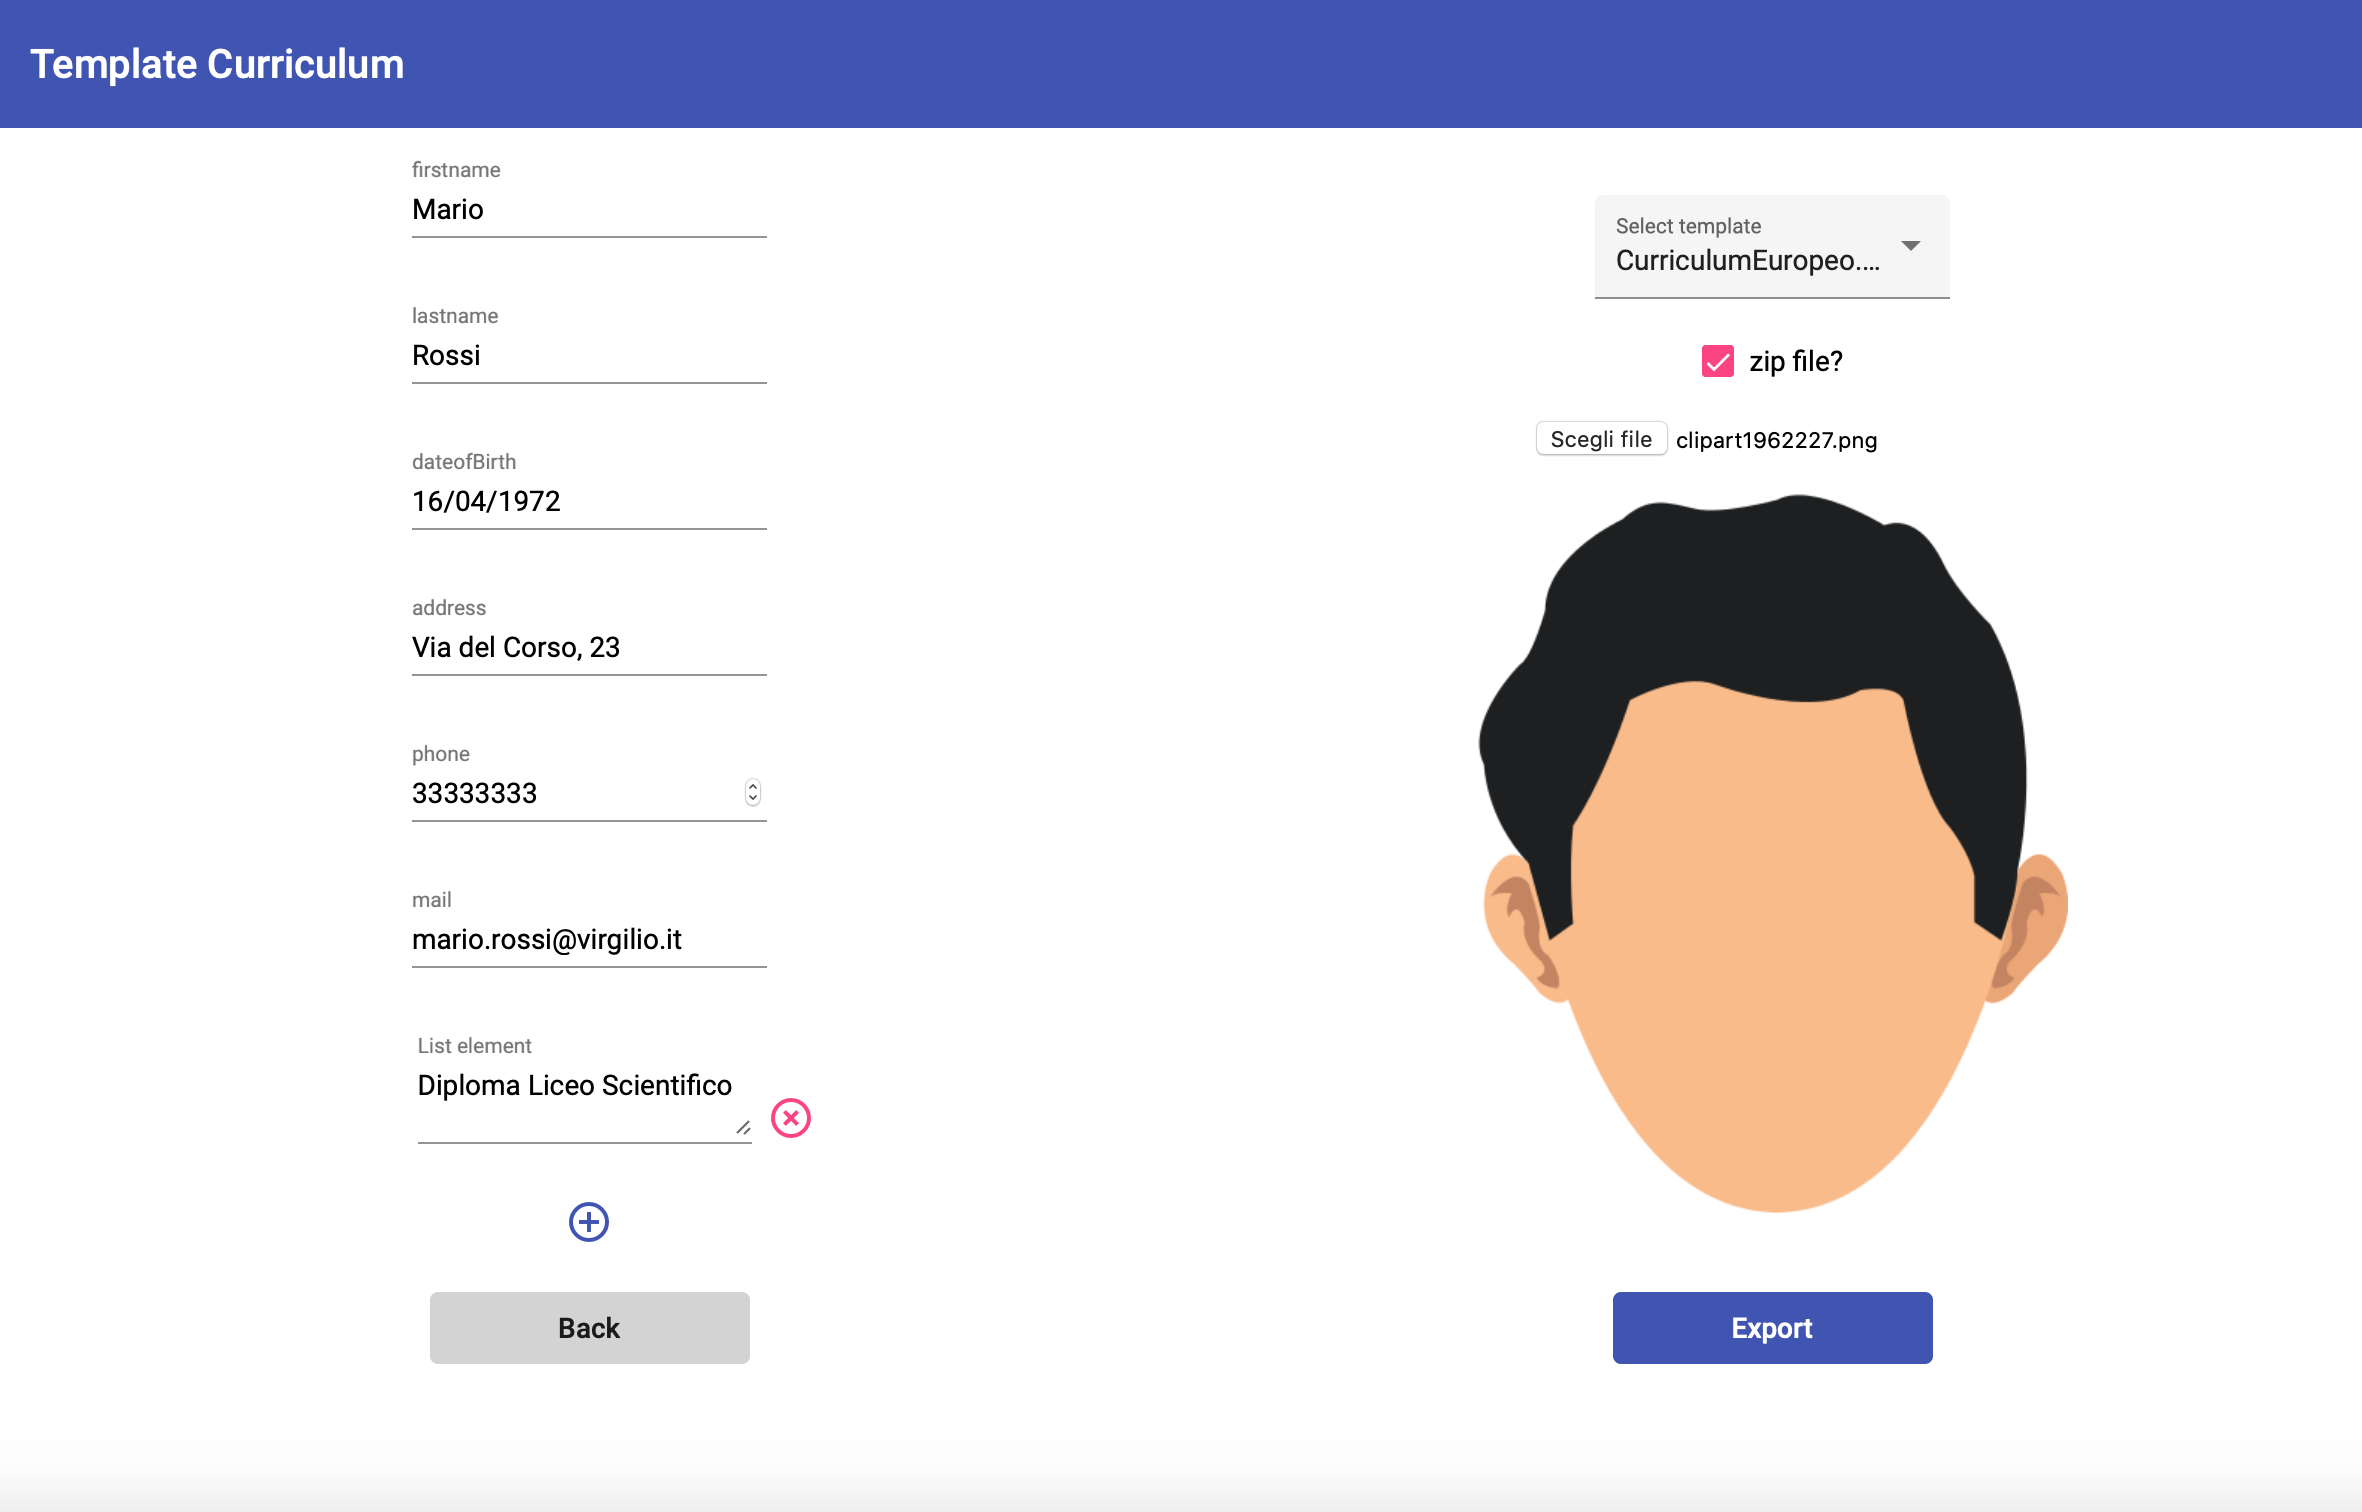 Template Curriculum
firstname
Mario
lastname
Rossi
dateofBirth
16/04/1972
address
Via del Corso, 23
phone
33333333
mail
mario.rossi@virgilio.it
List element
Diploma Liceo Scientifico
Back
Select template
CurriculumEuropeo....
zip file?
Scegli file clipart1962227.png
Export